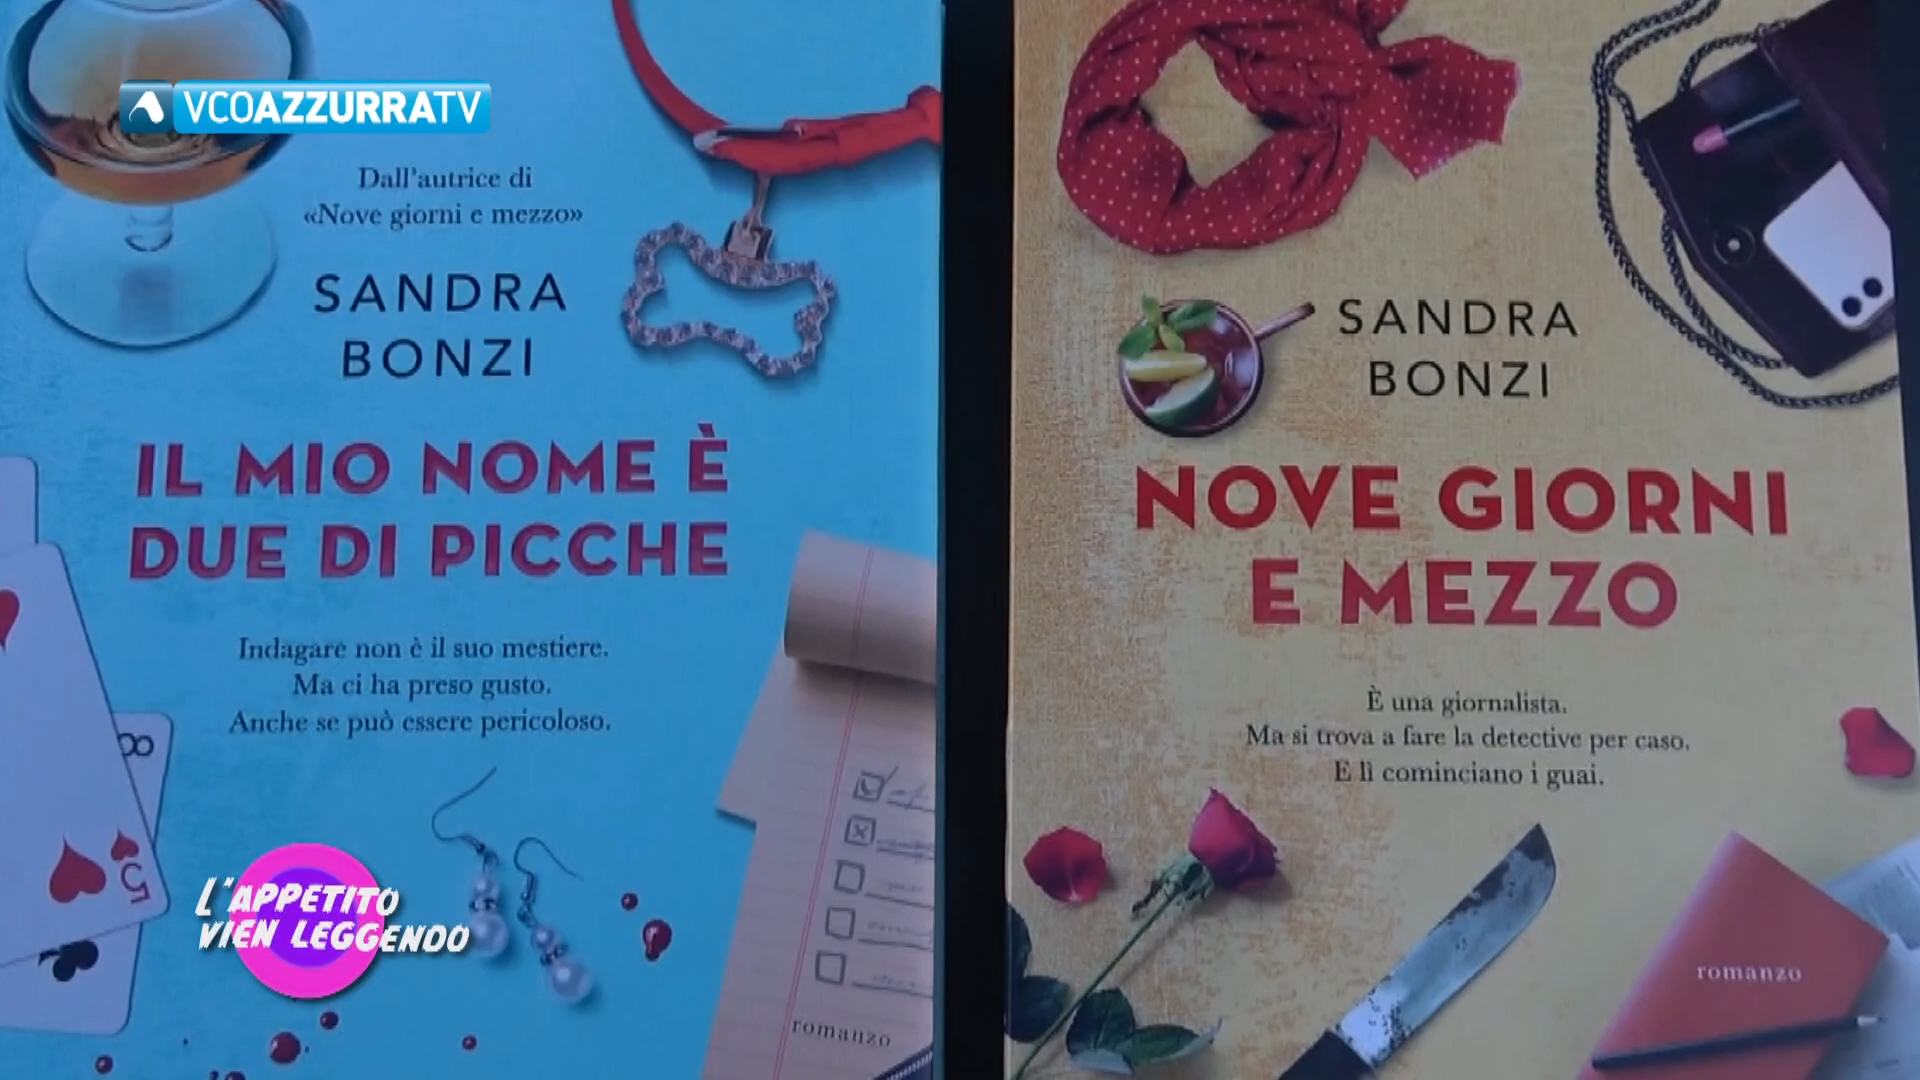 VCOAZZURRATV
Dall'autrice di
«Nove giorni e mezzo»
SANDRA
BONZI
IL MIO NOME È
DUE DI PICCHE
Indagare non è il suo mestiere.
Ma ci ha preso gusto.
Anche se può essere pericoloso.
8
5
L'APPETITO
VIEN LEGGENDO
romanzo
SANDRA
BONZI
NOVE GIORNI
E MEZZO
È una giornalista.
Ma si trova a fare la detective per caso.
E lì cominciano i guai.
romanzo